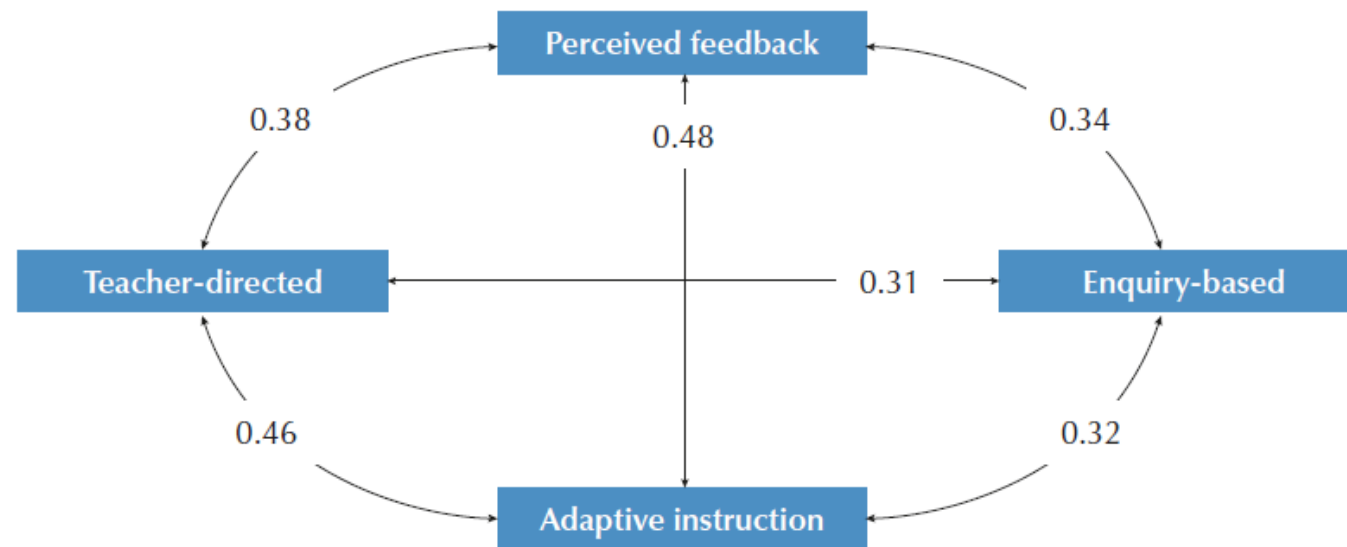 Perceived feedback
0.38
0.34
0.48
Teacher-directed
0.31
Enquiry-based
0.46
0.32
Adaptive instruction